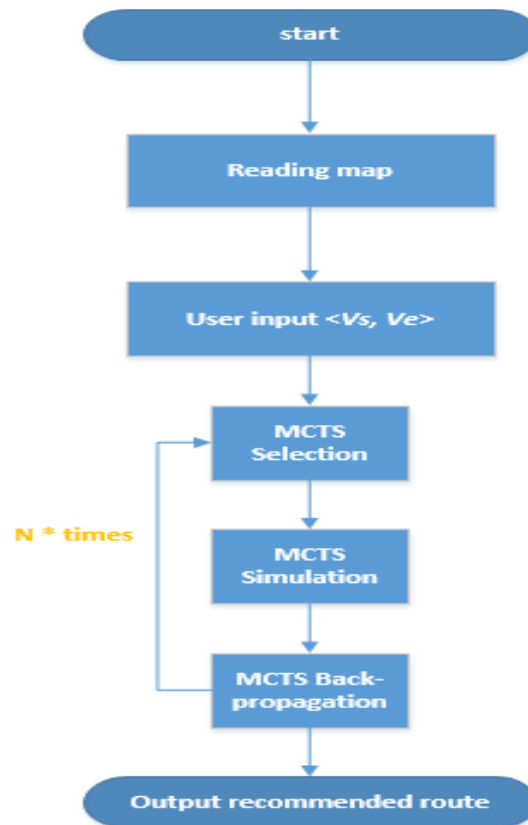 start
Reading map
User input <Vs, Ve>
MCTS
Selection
N * times
MCTS
Simulation
MCTS Back-
propagation
Output recommended route